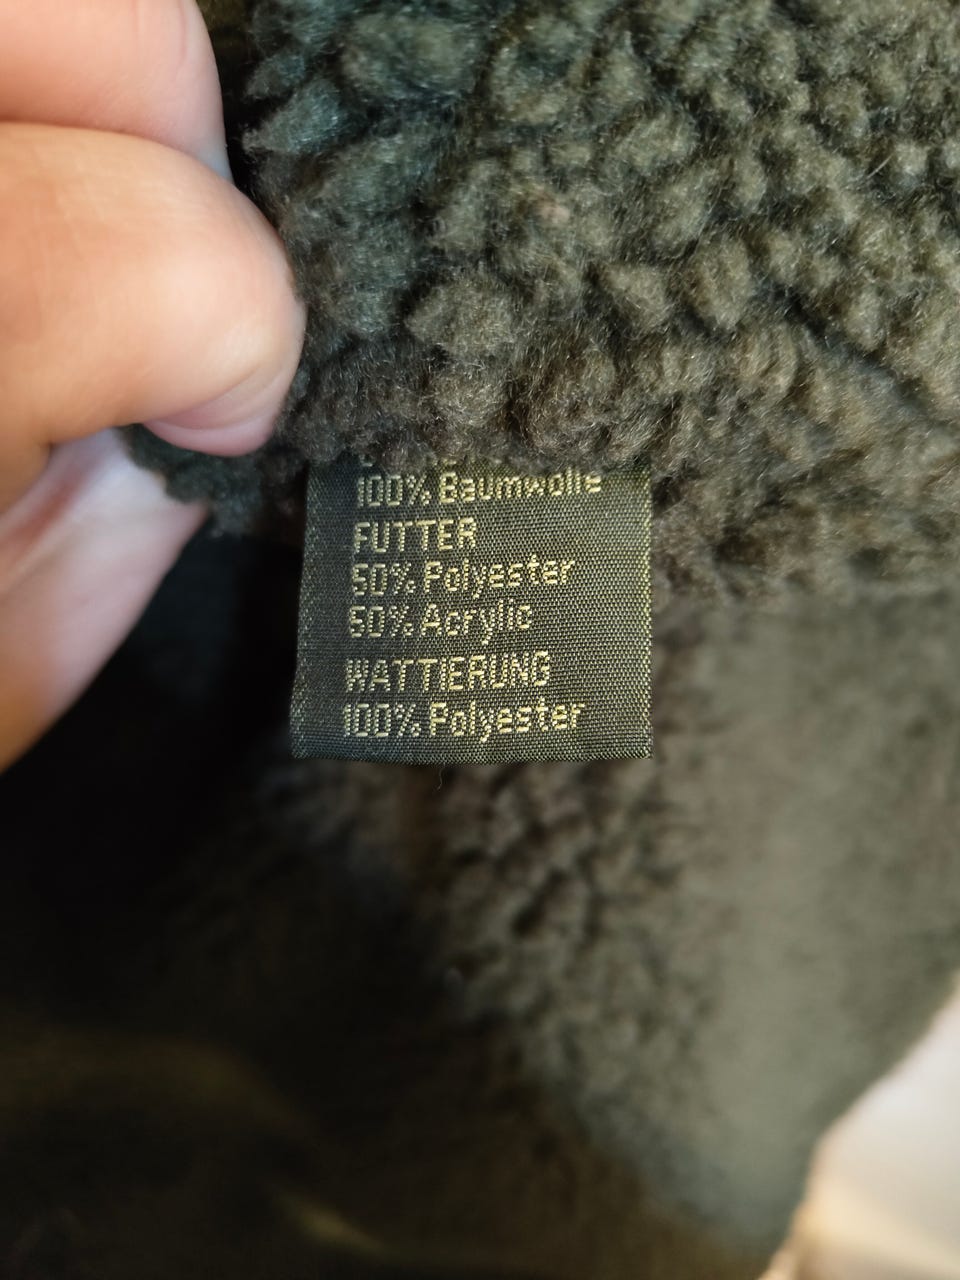 100% Baumwolle
FUTTER
50% Polyester
50% Acrylic
WATTIERUNG
100% Polyester